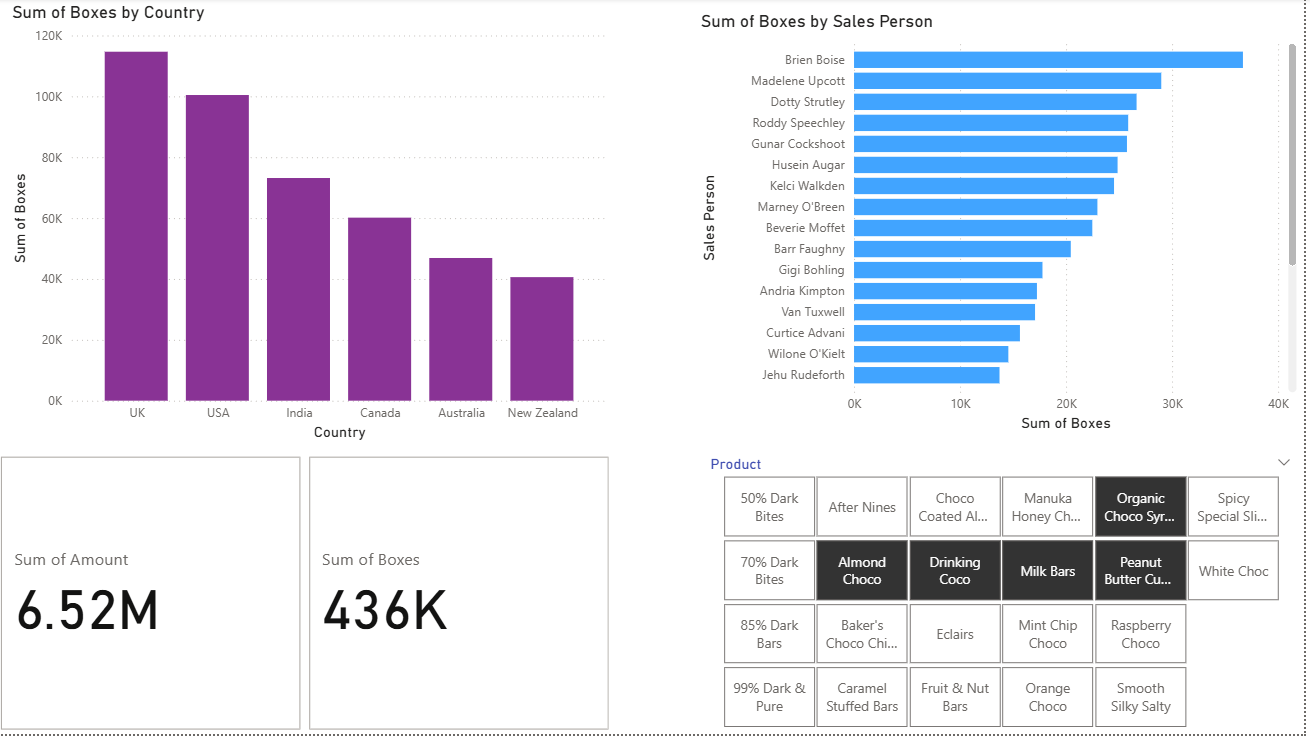 Sum of Boxes by Country
120K
100K
80K
60K
40K
20K
0K
Sum of Boxes
UK
USA
India
Canada
Australia
New Zealand
Country
Sum of Boxes by Sales Person
Sales Person
Brien Boise
Madelene Upcott
Dotty Strutley
Roddy Speechley
Gunar Cockshoot
Husein Augar
Kelci Walkden
Marney O'Breen
Beverie Moffet
Barr Faughny
Gigi Bohling
Andria Kimpton
Van Tuxwell
Curtice Advani
Wilone O'Kielt
Jehu Rudeforth
0K
10K
20K
30K
40K
Sum of Boxes
Sum of Amount
6.52M
Sum of Boxes
436K
Product
50% Dark
Bites
After Nines
Choco
Coated Al...
Manuka
Honey Ch...
Organic
Choco Syr...
Spicy
Special Sli...
70% Dark
Bites
Almond
Choco
Drinking
Coco
Milk Bars
Peanut
Butter Cu...
White Choc
85% Dark
Bars
Baker's
Choco Chi...
Eclairs
Mint Chip
Choco
Raspberry
Choco
99% Dark &
Pure
Caramel
Stuffed Bars
Fruit & Nut
Bars
Orange
Choco
Smooth
Silky Salty